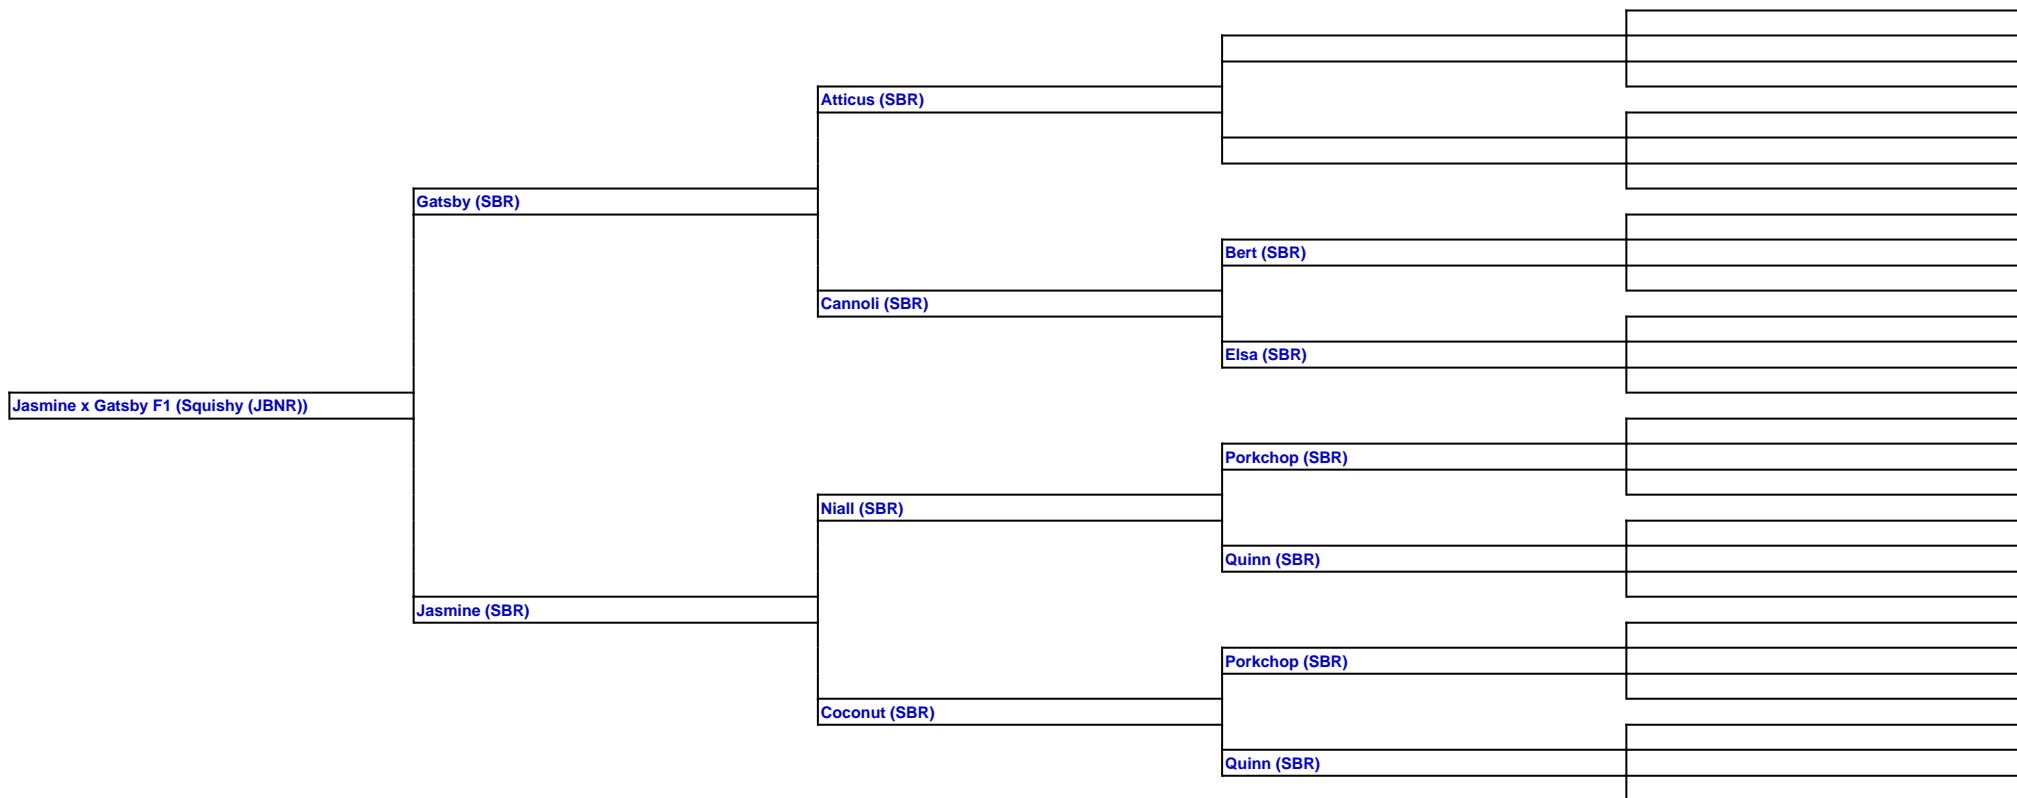 Atticus (SBR)
Gatsby (SBR)
Bert (SBR)
Cannoli (SBR)
Elsa (SBR)
Jasmine x Gatsby F1 (Squishy (JBNR))
Porkchop (SBR)
Niall (SBR)
Quinn (SBR)
Jasmine (SBR)
Porkchop (SBR)
Coconut (SBR)
Quinn (SBR)